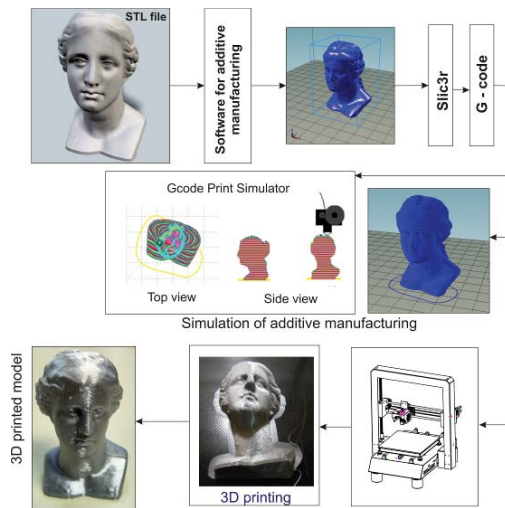 STL file
Software for additive
manufacturing
Slic3r
G - code
Gcode Print Simulator
Top view
Side view
Simulation of additive manufacturing
3D printed model
3D printing